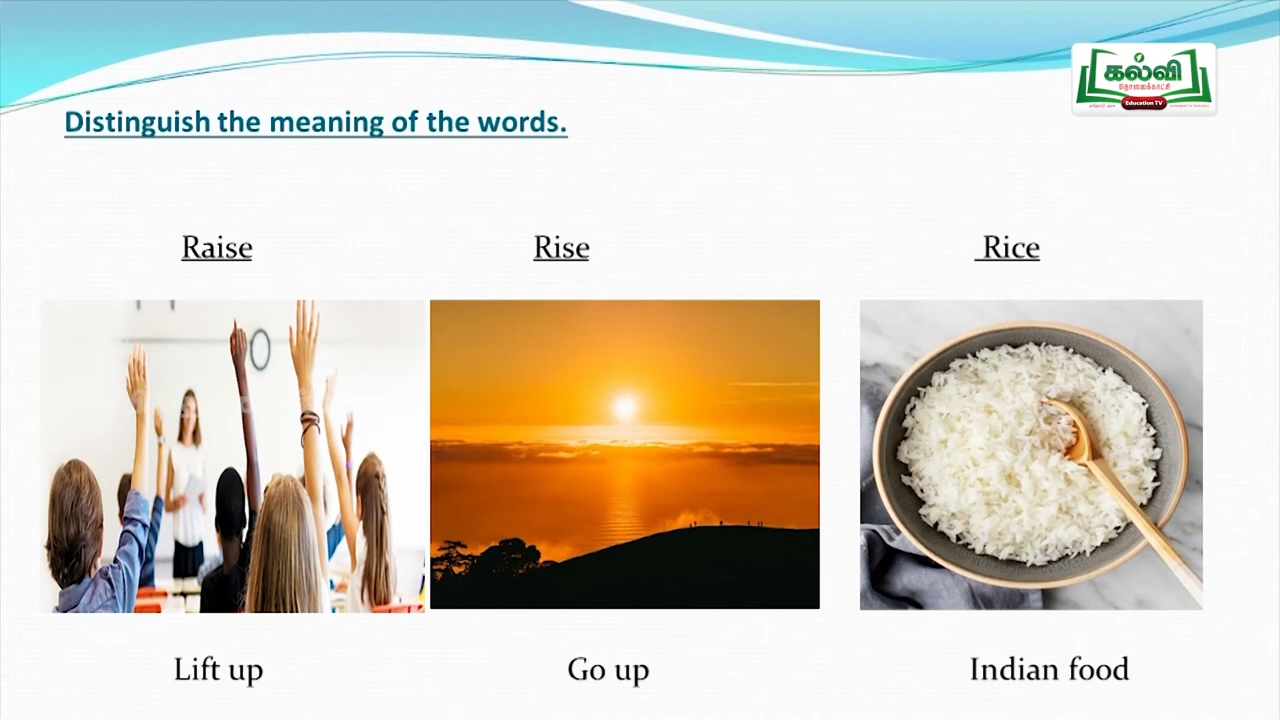 கல்வி
தொலைக்காட்சி
Education TV
Distinguish the meaning of the words.
Raise Rise Rice
Lift up Go up Indian food